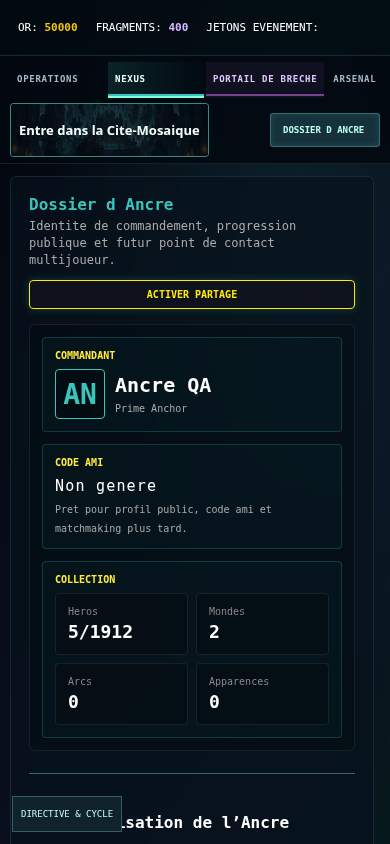 OR: 50000 FRAGMENTS: 400 JETONS EVENEMENT:
OPERATIONS NEXUS PORTAIL DE BRECHE ARSENAL
Entre dans la Cite-Mosaique DOSSIER D ANCRE
Dossier d Ancre
Identite de commandement, progression
publique et futur point de contact
multijoueur.
ACTIVER PARTAGE
COMMANDANT
AN Ancre QA
Prime Anchor
CODE AMI
Non genere
Pret pour profil public, code ami et
matchmaking plus tard.
COLLECTION
Heros Mondes
5/1912 2
Arcs Apparences
0 0
DIRECTIVE & CYCLE
sation de l’Ancre